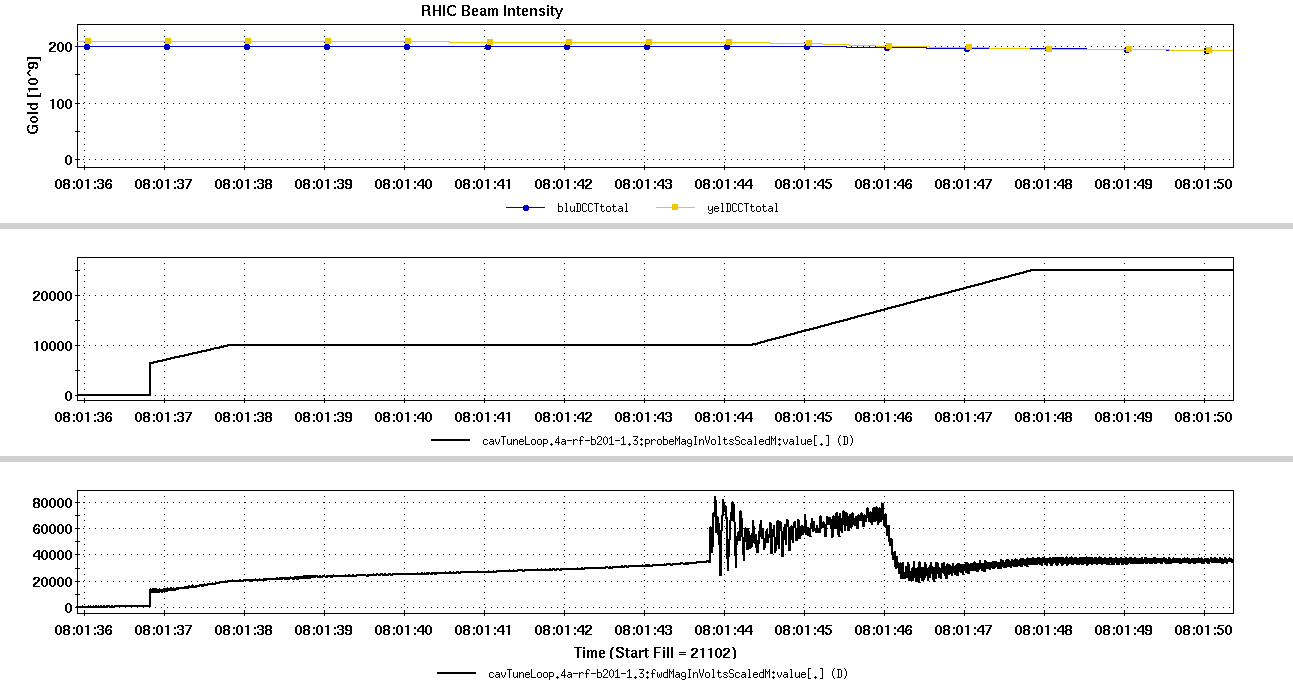 RHIC Beam Intensity
Gold [10^9]
200
100
0
08:01:36 08:01:37 08:01:38 08:01:39 08:01:40 08:01:41 08:01:42 08:01:43 08:01:44 08:01:45 08:01:46 08:01:47 08:01:48 08:01:49 08:01:50
bluDCCTtotal yelDCCTtotal
20000
10000
0
08:01:36 08:01:37 08:01:38 08:01:39 08:01:40 08:01:41 08:01:42 08:01:43 08:01:44 08:01:45 08:01:46 08:01:47 08:01:48 08:01:49 08:01:50
cavTuneLoop.4a-rf-b201-1.3:probeMagInVoltsScaledM:value[.] (D)
80000
60000
40000
20000
0
08:01:36 08:01:37 08:01:38 08:01:39 08:01:40 08:01:41 08:01:42 08:01:43 08:01:44 08:01:45 08:01:46 08:01:47 08:01:48 08:01:49 08:01:50
Time (Start Fill = 21102)
cavTuneLoop.4a-rf-b201-1.3:fwdMagInVoltsScaledM:value[.] (D)